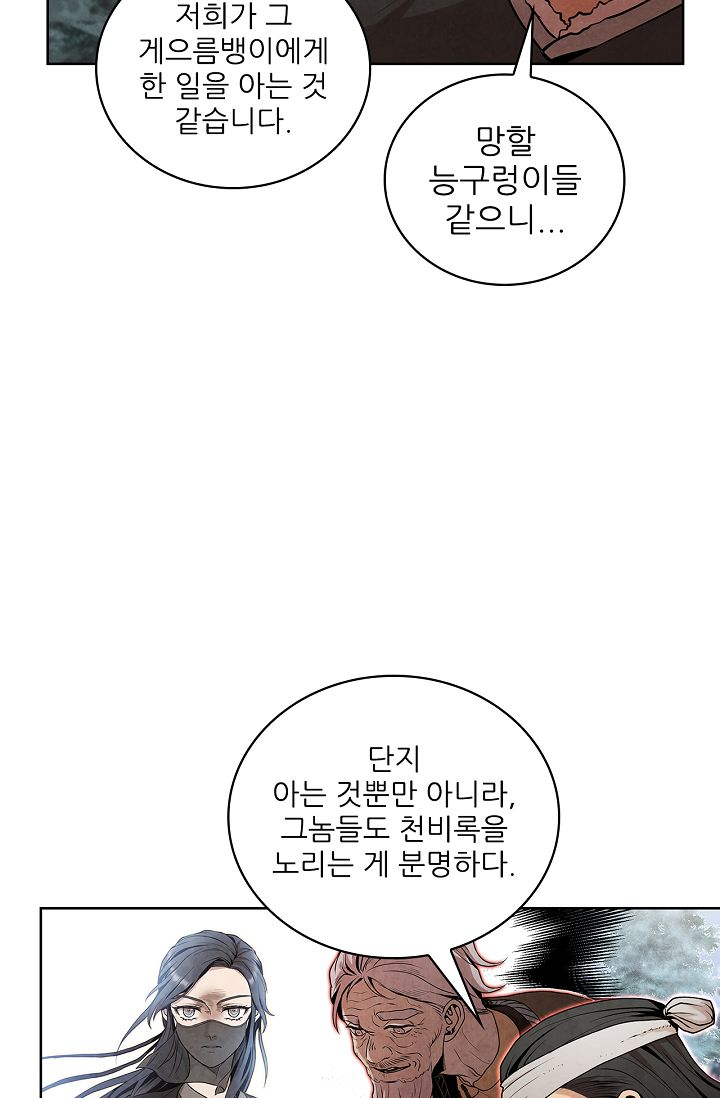 저희가 그
게으름뱅이에게
한 일을 아는 것
같습니다.
망할
능구렁이들
같으니...
단지
아는 것뿐만 아니라,
그놈들도 천비록을
노리는 게 분명하다.